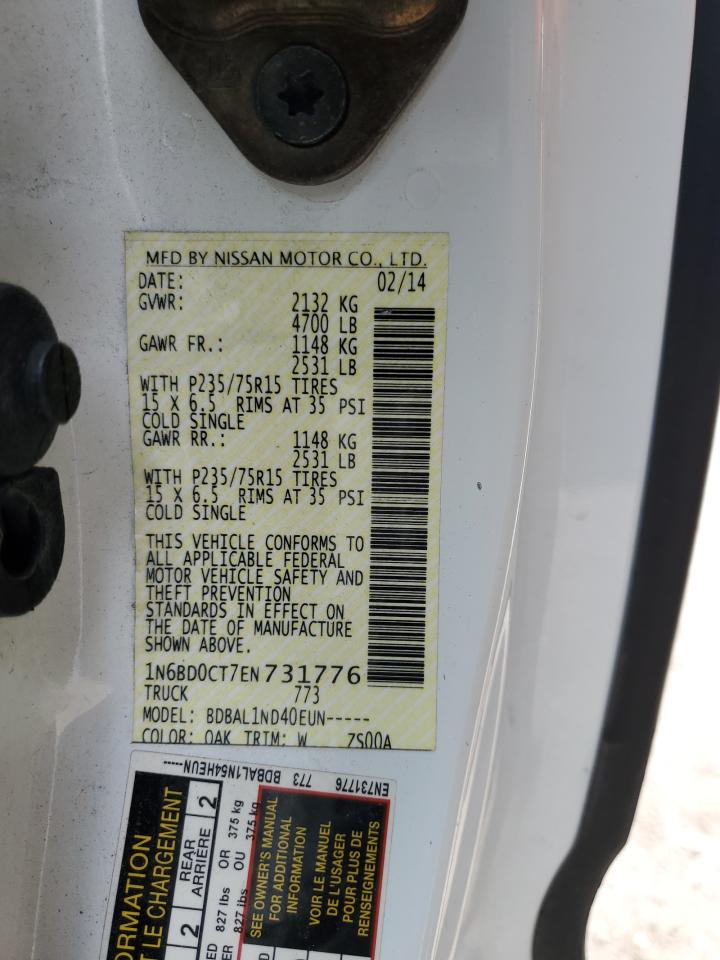 MFD BY NISSAN MOTOR CO., LTD.
DATE: 02/14
GVWR: 2132 KG
4700 LB
GAWR FR.: 1148 KG
2531 LB
WITH P235/75R15 TIRES
15 X 6.5 RIMS AT 35 PSI
COLD SINGLE
GAWR RR.: 1148 KG
2531 LB
WITH P235/75R15 TIRES
15 X 6.5 RIMS AT 35 PSI
COLD SINGLE
THIS VEHICLE CONFORMS TO
ALL APPLICABLE FEDERAL
MOTOR VEHICLE SAFETY AND
THEFT PREVENTION
STANDARDS IN EFFECT ON
THE DATE OF MANUFACTURE
SHOWN ABOVE.
1N6BD0CT7EN731776
TRUCK 773
MODEL: BDBAL1ND40EUN-----
COLOR: QAK TRIM: W ZS00A
EN731776 773 BDBAL1N54HEUN-----
LE CHARGEMENT
2
REAR
ARRIÈRE
2
827 lbs OR 375 kg
827 lbs OU 375 kg
SEE OWNER'S MANUAL
FOR ADDITIONAL
INFORMATION
VOIR LE MANUEL
DE L'USAGER
POUR PLUS DE
RENSEIGNEMENTS